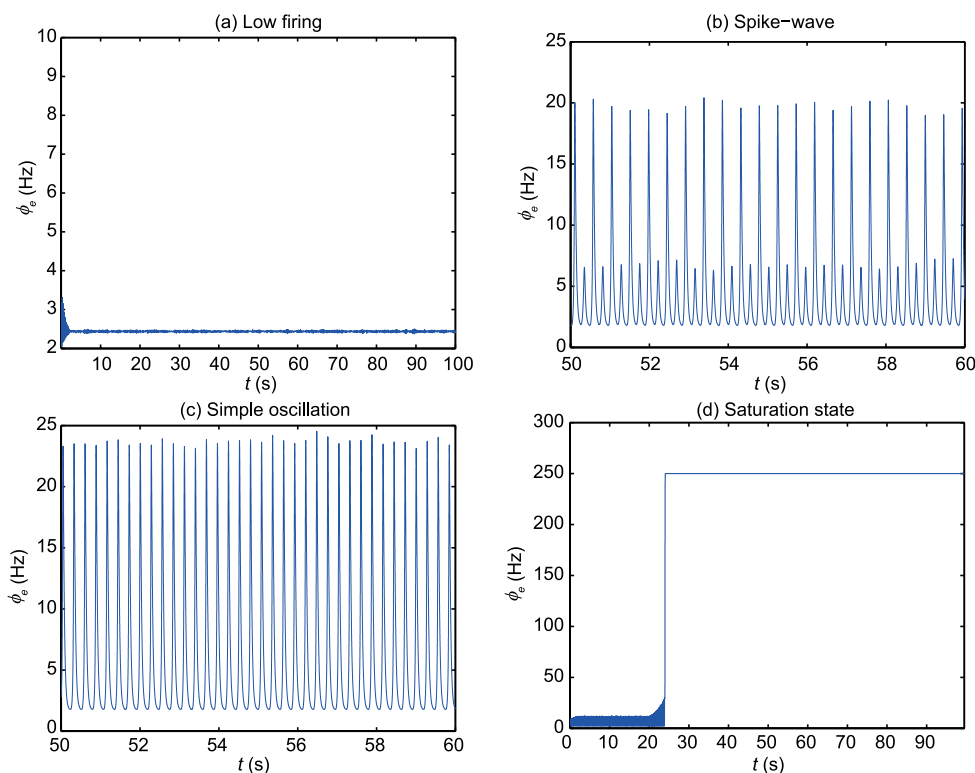 (a) Low firing
10
9
8
7
6
5
4
3
2
ϕe (Hz)
10 20 30 40 50 60 70 80 90 100
t (s)
(b) Spike−wave
25
20
15
10
5
0
ϕe (Hz)
50 52 54 56 58 60
t (s)
(c) Simple oscillation
25
20
15
10
5
0
ϕe (Hz)
50 52 54 56 58 60
t (s)
(d) Saturation state
300
250
200
150
100
50
0
ϕe (Hz)
0 10 20 30 40 50 60 70 80 90
t (s)